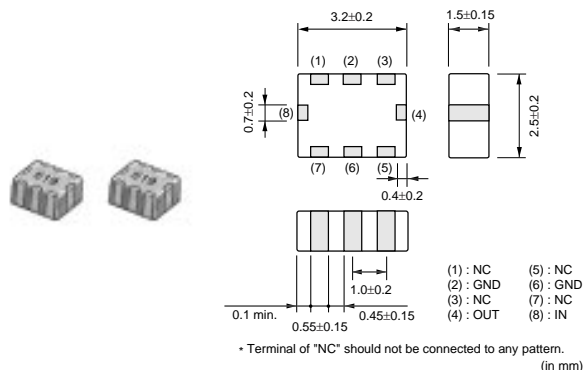 3.2±0.2
1.5±0.15
(1) (2) (3)
0.7±0.2
(8)
(4)
2.5±0.2
(7) (6) (5)
0.4±0.2
1.0±0.2
0.1 min.
0.45±0.15
0.55±0.15
(1) : NC (5) : NC
(2) : GND (6) : GND
(3) : NC (7) : NC
(4) : OUT (8) : IN
* Terminal of "NC" should not be connected to any pattern.
(in mm)